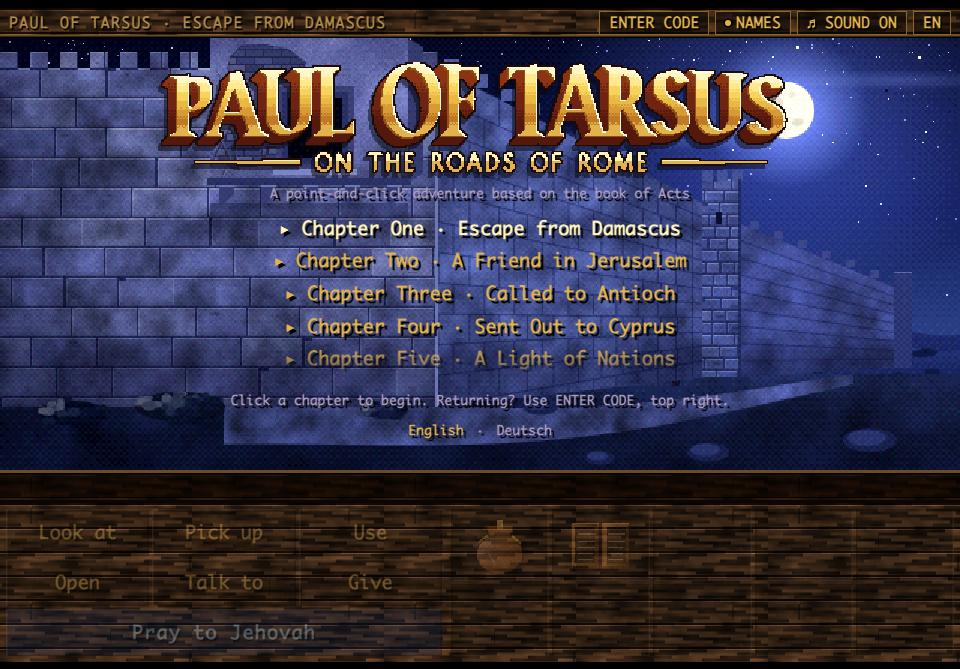 PAUL OF TARSUS · ESCAPE FROM DAMASCUS
ENTER CODE
• NAMES
♬ SOUND ON
EN
PAUL OF TARSUS
ON THE ROADS OF ROME
A point-and-click adventure based on the book of Acts
▸ Chapter One · Escape from Damascus
▸ Chapter Two · A Friend in Jerusalem
▸ Chapter Three · Called to Antioch
▸ Chapter Four · Sent Out to Cyprus
▸ Chapter Five · A Light of Nations
Click a chapter to begin. Returning? Use ENTER CODE, top right.
English · Deutsch
Look at
Pick up
Use
Open
Talk to
Give
Pray to Jehovah